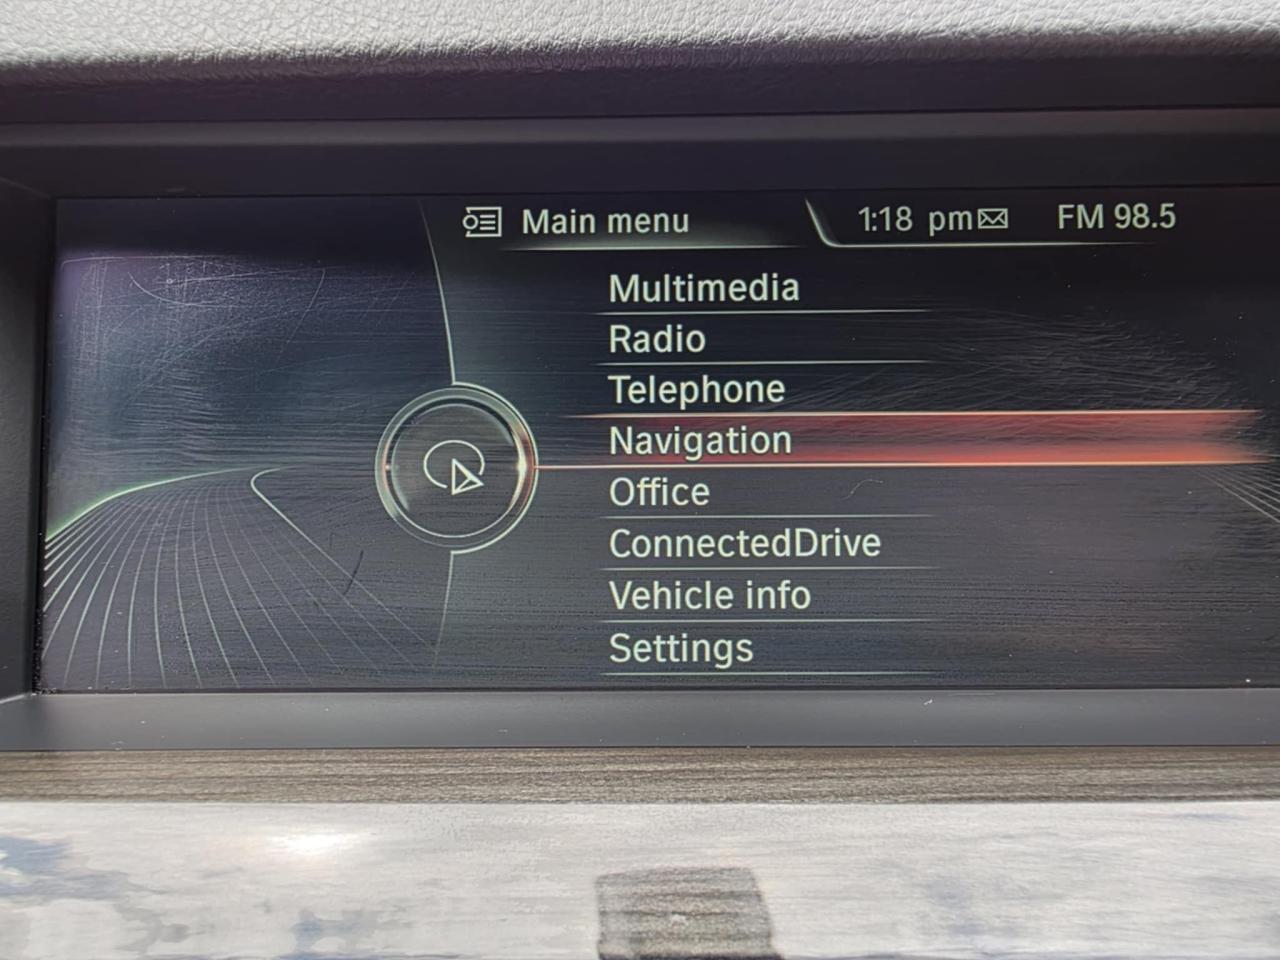 Main menu
1:18 pm FM 98.5
Multimedia
Radio
Telephone
Navigation
Office
ConnectedDrive
Vehicle info
Settings